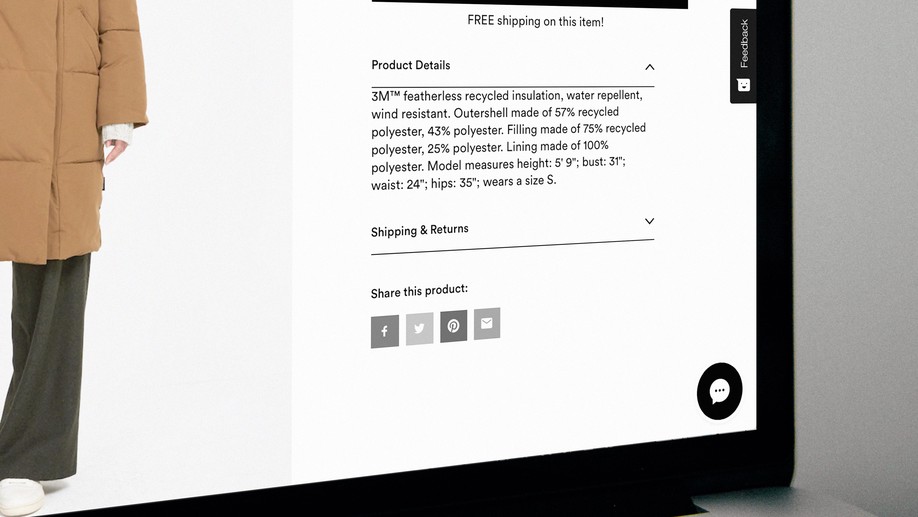 FREE shipping on this item!
Feedback
Product Details
3M™ featherless recycled insulation, water repellent,
wind resistant. Outershell made of 57% recycled
polyester, 43% polyester. Filling made of 75% recycled
polyester, 25% polyester. Lining made of 100%
polyester. Model measures height: 5' 9"; bust: 31";
waist: 24"; hips: 35"; wears a size S.
Shipping & Returns
Share this product: